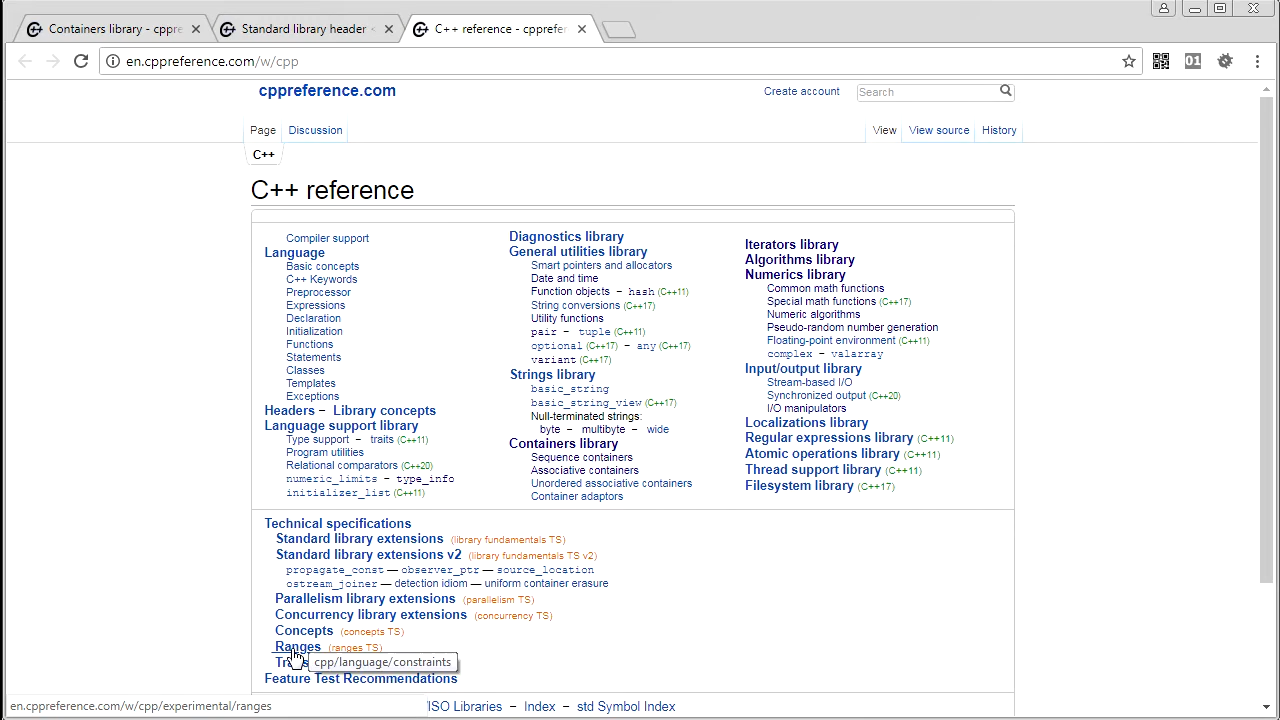 Containers library - cppre
Standard library header <
C++ reference - cpprefer
en.cppreference.com/w/cpp
01
cppreference.com
Create account
Search
Page
Discussion
View
View source
History
C++
C++ reference
Compiler support
Language
Basic concepts
C++ Keywords
Preprocessor
Expressions
Declaration
Initialization
Functions
Statements
Classes
Templates
Exceptions
Headers – Library concepts
Language support library
Type support – traits (C++11)
Program utilities
Relational comparators (C++20)
numeric_limits – type_info
initializer_list (C++11)
Diagnostics library
General utilities library
Smart pointers and allocators
Date and time
Function objects – hash (C++11)
String conversions (C++17)
Utility functions
pair – tuple (C++11)
optional (C++17) – any (C++17)
variant (C++17)
Strings library
basic_string
basic_string_view (C++17)
Null-terminated strings:
byte – multibyte – wide
Containers library
Sequence containers
Associative containers
Unordered associative containers
Container adaptors
Iterators library
Algorithms library
Numerics library
Common math functions
Special math functions (C++17)
Numeric algorithms
Pseudo-random number generation
Floating-point environment (C++11)
complex – valarray
Input/output library
Stream-based I/O
Synchronized output (C++20)
I/O manipulators
Localizations library
Regular expressions library (C++11)
Atomic operations library (C++11)
Thread support library (C++11)
Filesystem library (C++17)
Technical specifications
Standard library extensions (library fundamentals TS)
Standard library extensions v2 (library fundamentals TS v2)
propagate_const — observer_ptr — source_location
ostream_joiner — detection idiom — uniform container erasure
Parallelism library extensions (parallelism TS)
Concurrency library extensions (concurrency TS)
Concepts (concepts TS)
Ranges (ranges TS)
cpp/language/constraints
Feature Test Recommendations
en.cppreference.com/w/cpp/experimental/ranges
ISO Libraries – Index – std Symbol Index